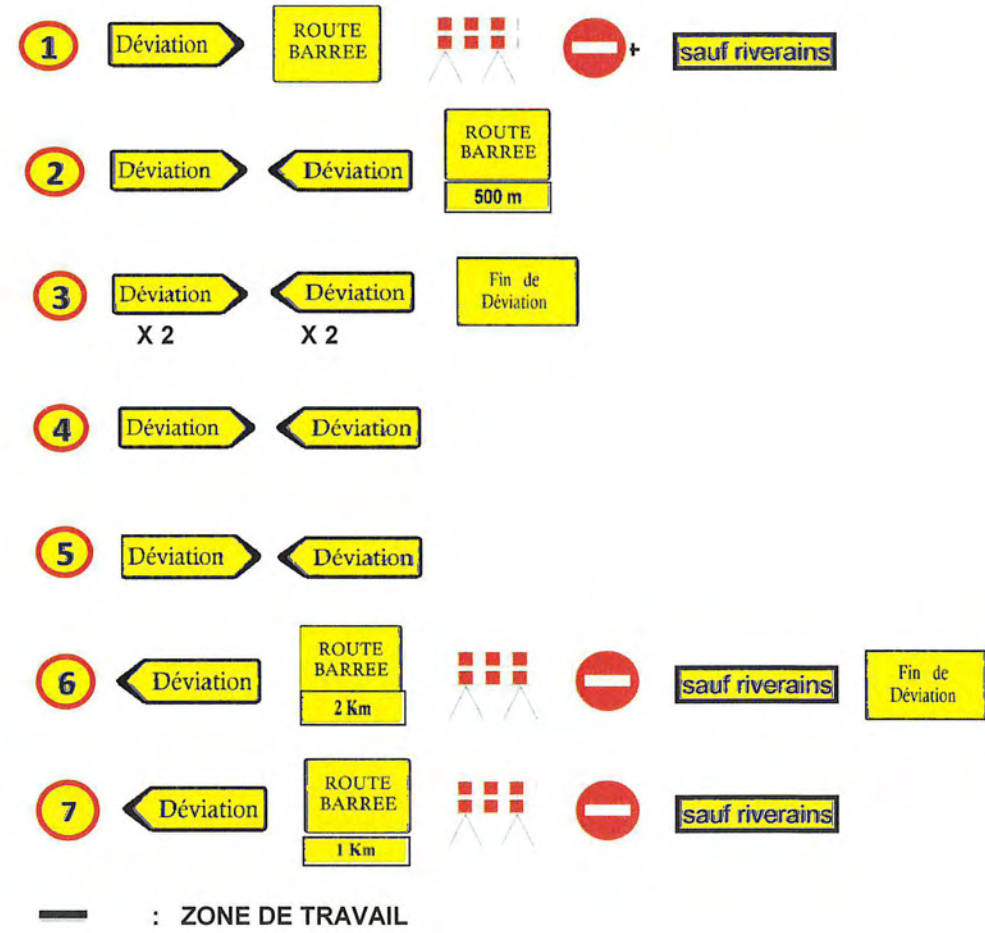 1 Déviation ROUTE BARREE + sauf riverains
2 Déviation Déviation ROUTE BARREE 500 m
3 Déviation Déviation Fin de Déviation
X 2 X 2
4 Déviation Déviation
5 Déviation Déviation
6 Déviation ROUTE BARREE 2 Km sauf riverains Fin de Déviation
7 Déviation ROUTE BARREE 1 Km sauf riverains
: ZONE DE TRAVAIL